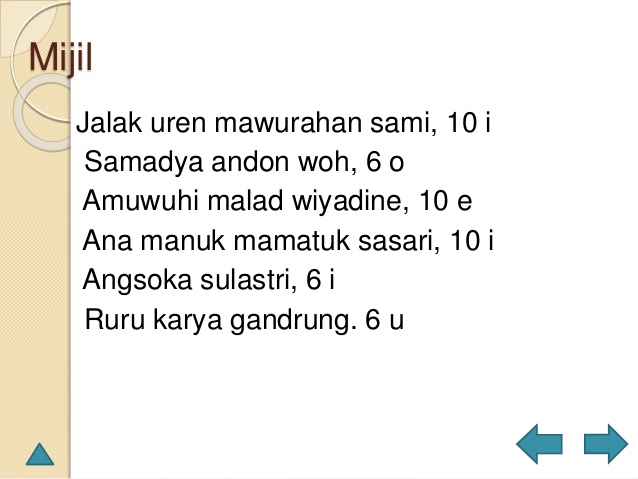 Mijil
Jalak uren mawurahan sami, 10 i
Samadya andon woh, 6 o
Amuwuhi malad wiyadine, 10 e
Ana manuk mamatuk sasari, 10 i
Angsoka sulastri, 6 i
Ruru karya gandrung. 6 u